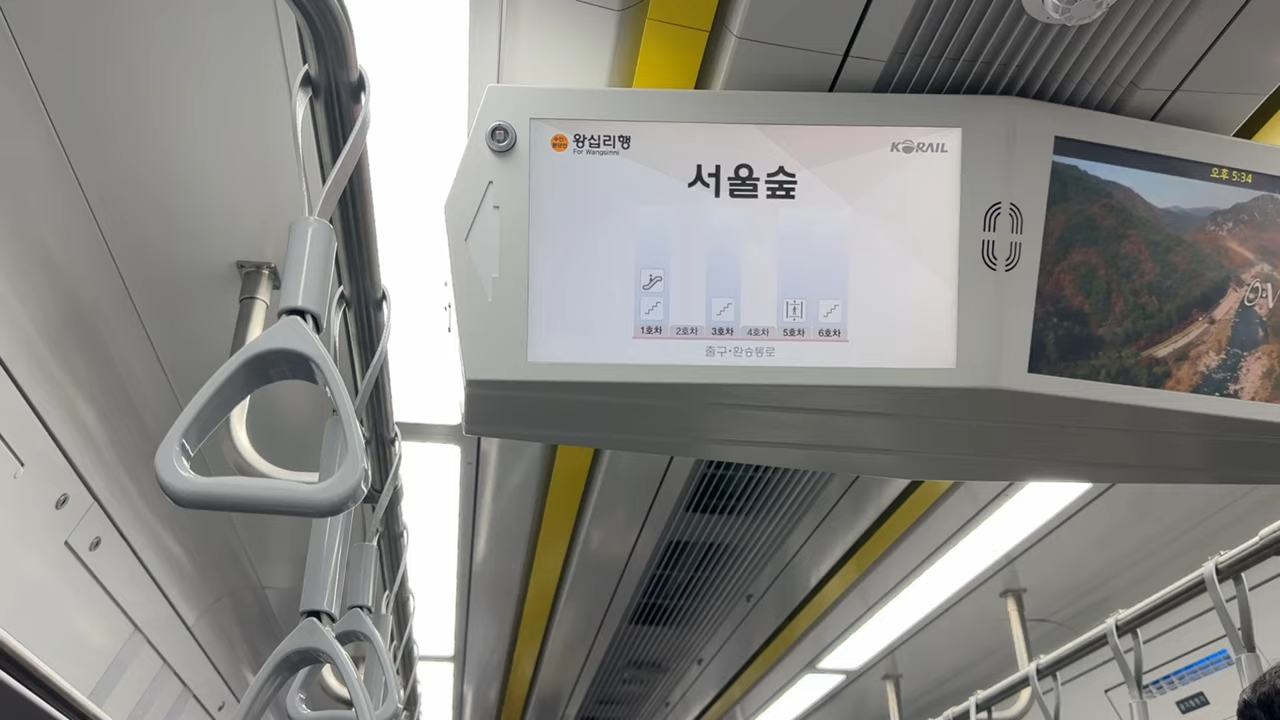 수인·분당선 왕십리행
For Wangsimni
KORAIL
서울숲
1호차 2호차 3호차 4호차 5호차 6호차
출구·환승통로
오후 5:34